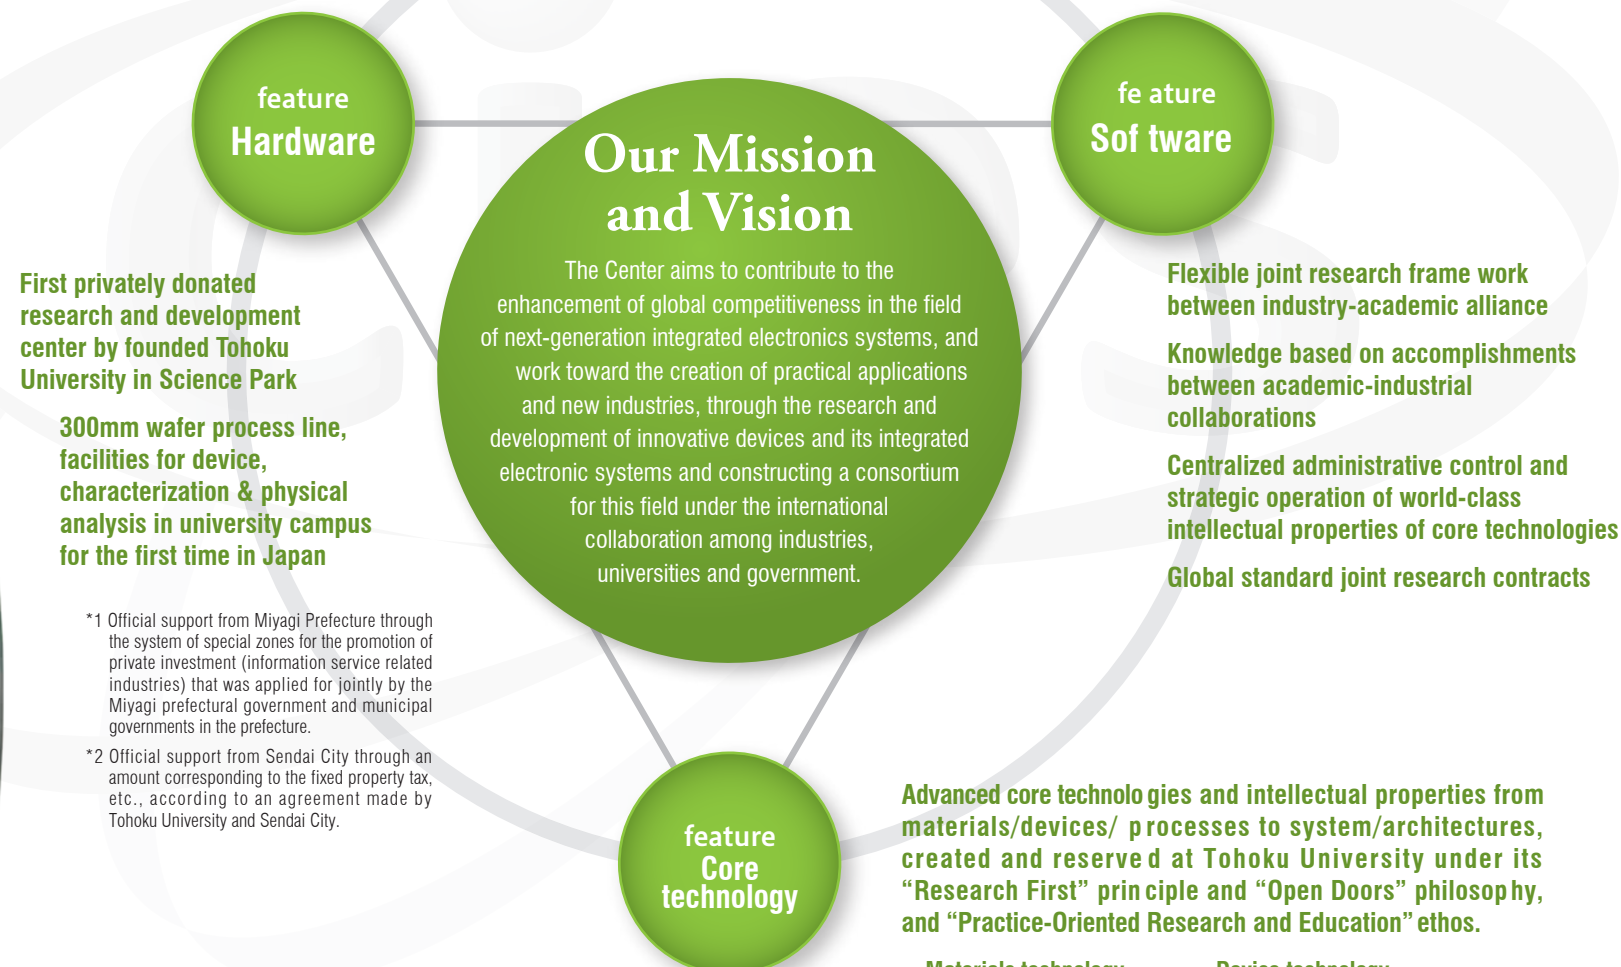 feature
Hardware
fe ature
Sof tware
Our Mission
and Vision
The Center aims to contribute to the
enhancement of global competitiveness in the field
of next-generation integrated electronics systems, and
work toward the creation of practical applications
and new industries, through the research and
development of innovative devices and its integrated
electronic systems and constructing a consortium
for this field under the international
collaboration among industries,
universities and government.
First privately donated
research and development
center by founded Tohoku
University in Science Park
300mm wafer process line,
facilities for device,
characterization & physical
analysis in university campus
for the first time in Japan
*1 Official support from Miyagi Prefecture through
the system of special zones for the promotion of
private investment (information service related
industries) that was applied for jointly by the
Miyagi prefectural government and municipal
governments in the prefecture.
*2 Official support from Sendai City through an
amount corresponding to the fixed property tax,
etc., according to an agreement made by
Tohoku University and Sendai City.
Flexible joint research frame work
between industry-academic alliance
Knowledge based on accomplishments
between academic-industrial
collaborations
Centralized administrative control and
strategic operation of world-class
intellectual properties of core technologies
Global standard joint research contracts
feature
Core
technology
Advanced core technolo gies and intellectual properties from
materials/devices/ p rocesses to system/architectures,
created and reserve d at Tohoku University under its
“Research First” prin ciple and “Open Doors” philosop hy,
and “Practice-Oriented Research and Education” ethos.
Materials technology
Device technology